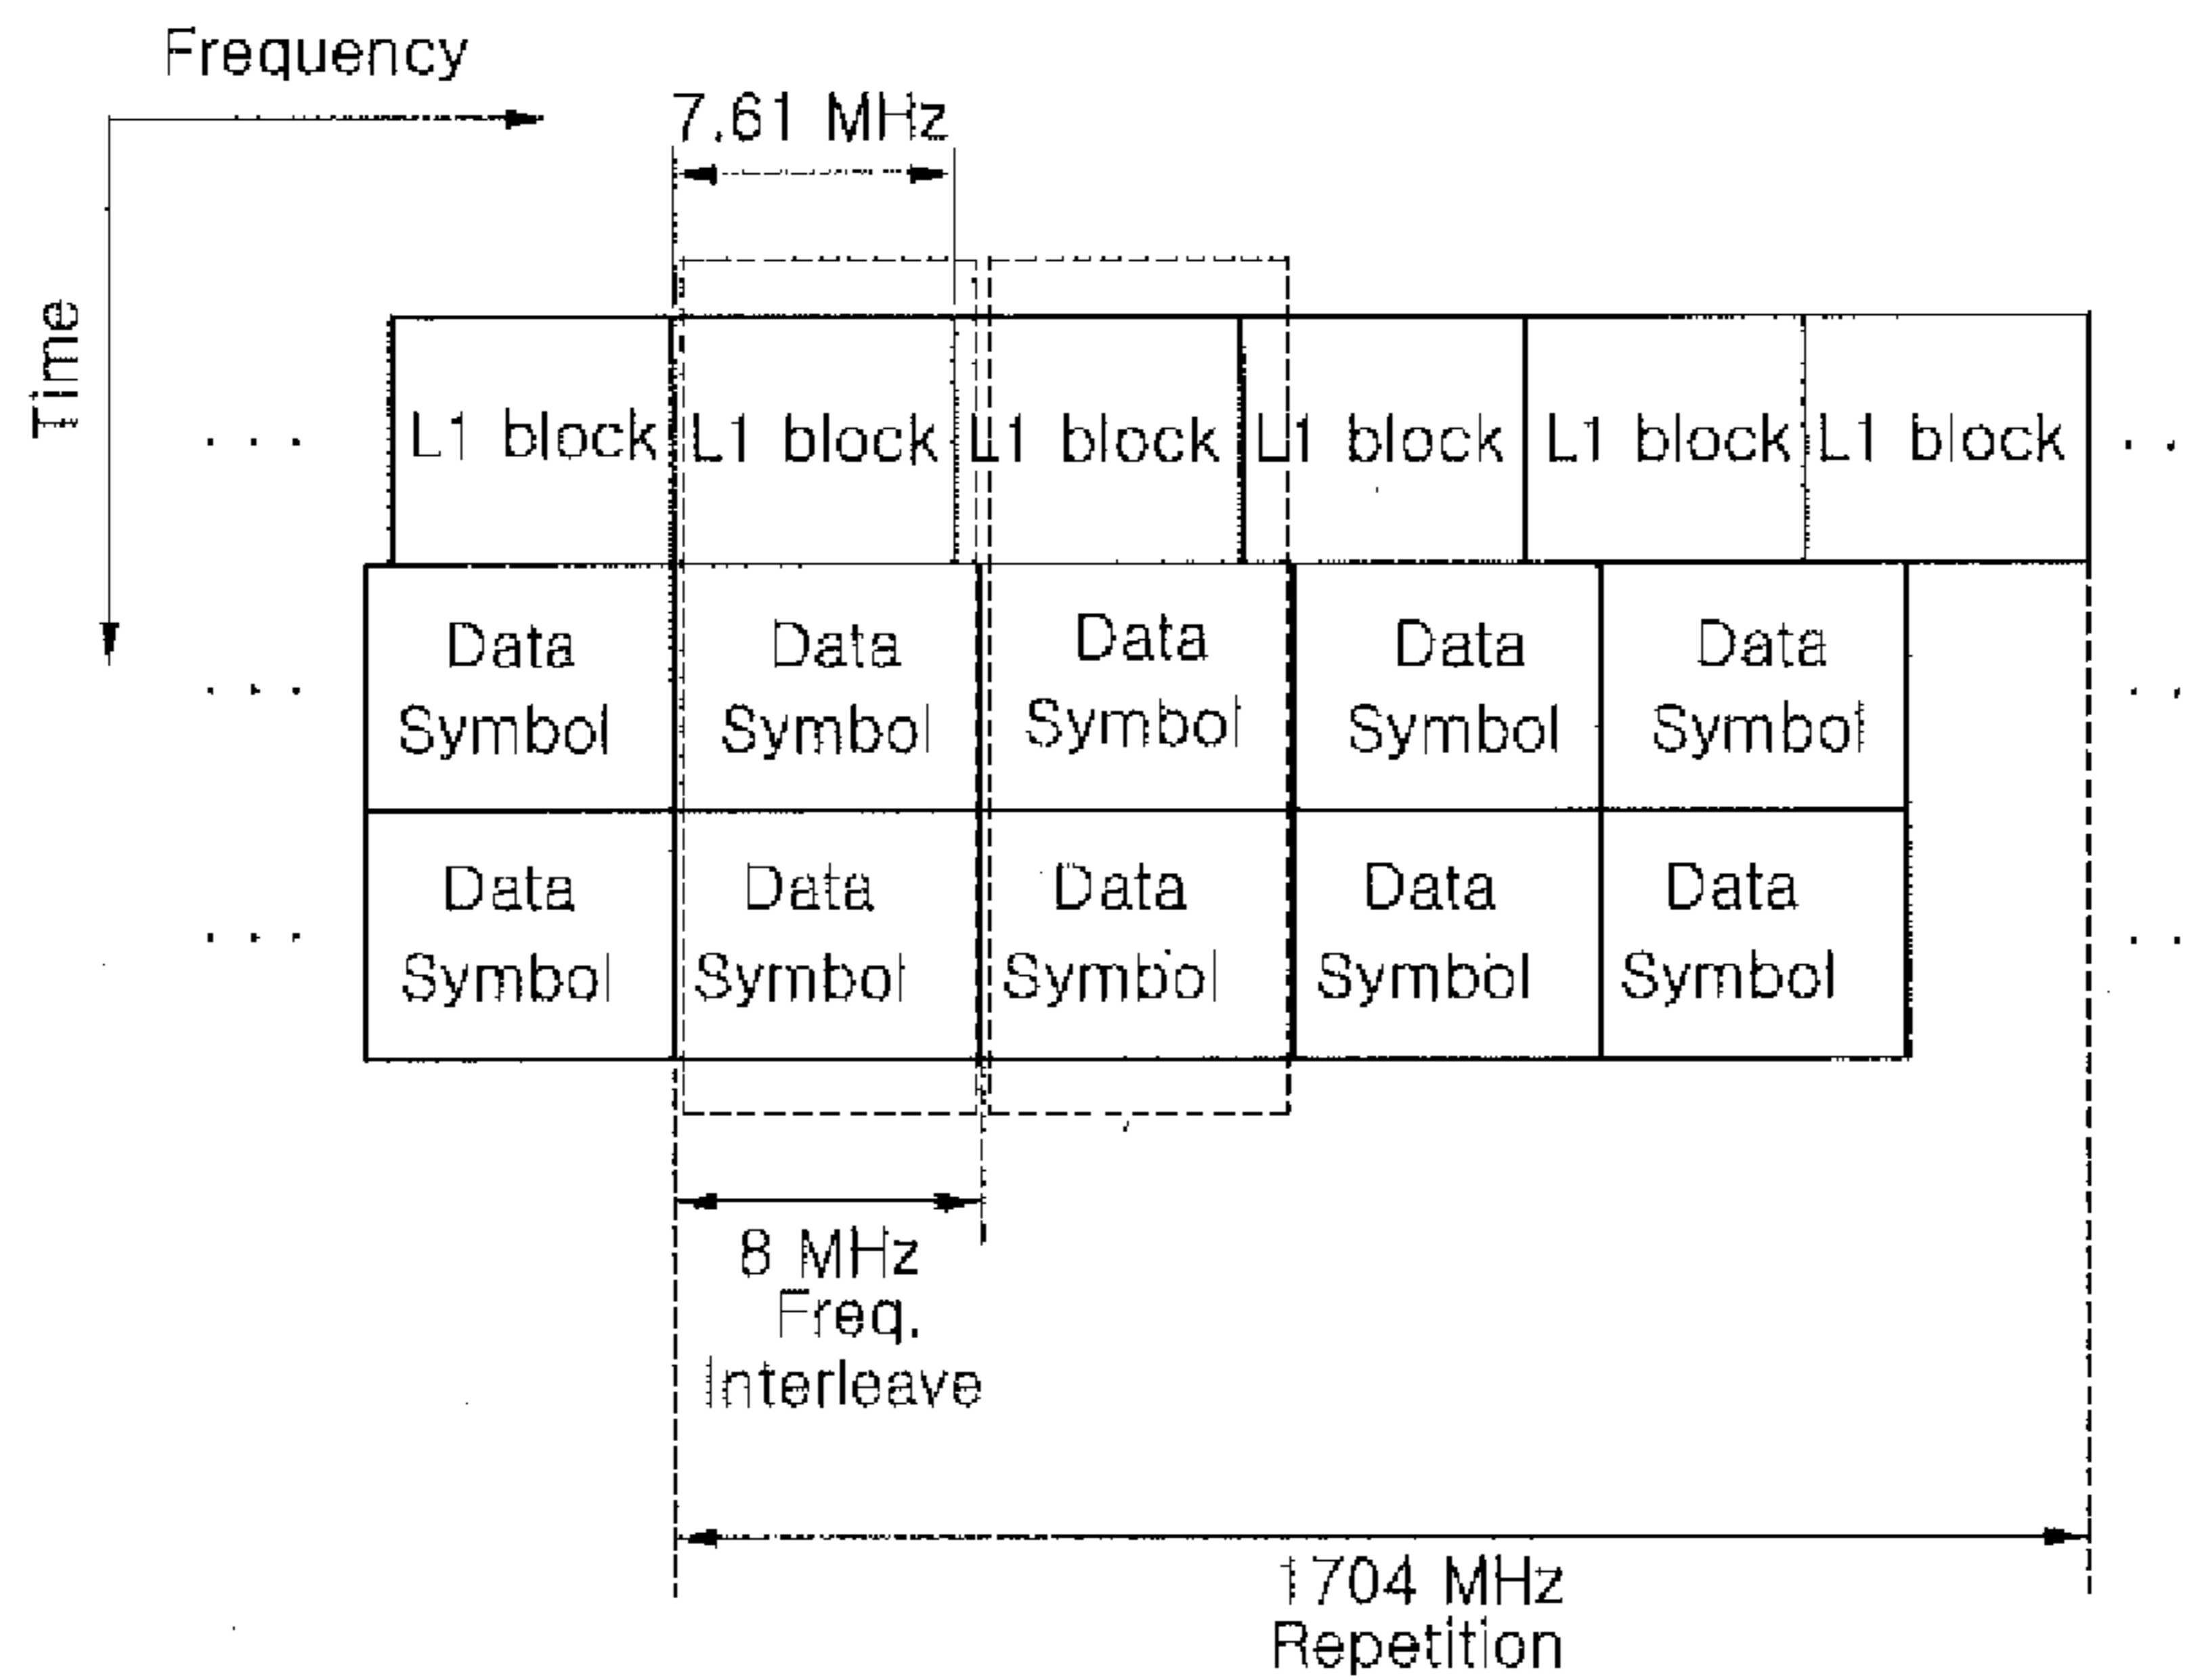 Frequency
7.61 MHz
Time
... L1 block L1 block L1 block L1 block L1 block L1 block ..
Data Data Data Data Data
... Symbol Symbol Symbol Symbol Symbol ..
Data Data Data Data Data
... Symbol Symbol Symbol Symbol Symbol ..
8 MHz
Freq.
Interleave
1704 MHz
Repetition